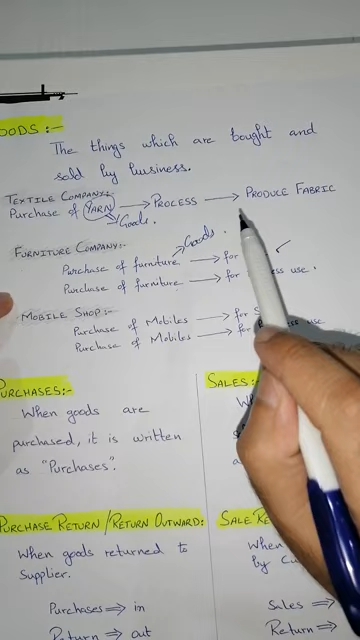 OODS :-
The things which are bought and
sold by business.
TEXTILE COMPANY:-
Purchase of YARN → PROCESS → PRODUCE FABRIC
Goods.
FURNITURE COMPANY:-
Goods.
Purchase of furniture → for
Purchase of furniture → for use.
MOBILE SHOP:-
Purchase of Mobiles → for S
Purchase of Mobiles → for use
PURCHASES:-
When goods are
purchased, it is written
as "Purchases".
SALES:-
PURCHASE RETURN/RETURN OUTWARD:
When goods returned to
Supplier.
Purchases ⇒ in
Return ⇒ out
SALE RE
When
by Cu
Sales ⇒
Return ⇒